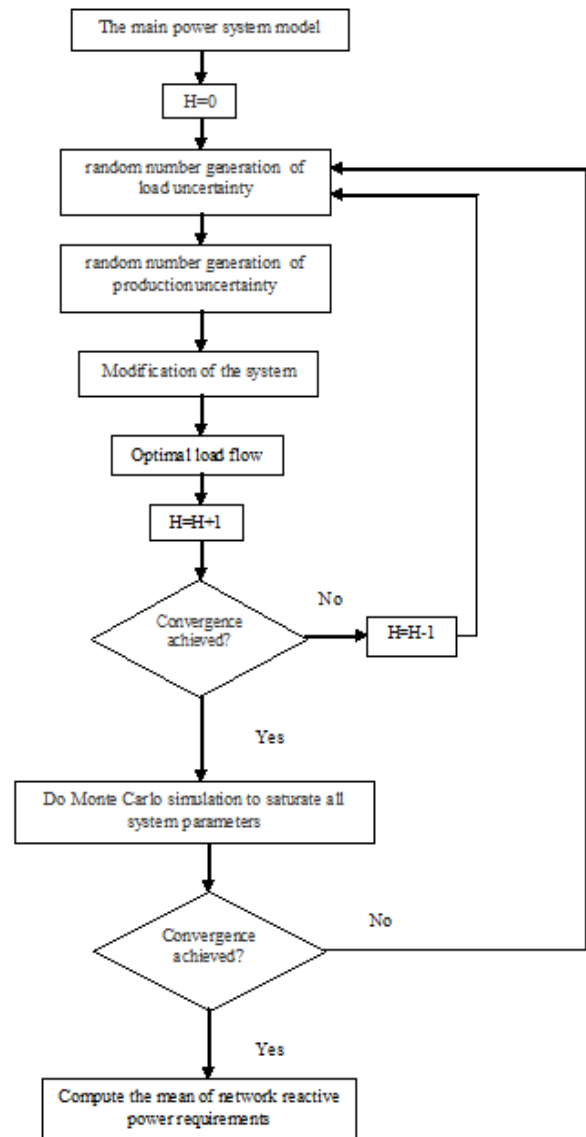 The main power system model
H=0
random number generation of
load uncertainty
random number generation of
production uncertainty
Modification of the system
Optimal load flow
H=H+1
Convergence
achieved?
No
H=H-1
Yes
Do Monte Carlo simulation to saturate all
system parameters
Convergence
achieved?
No
Yes
Compute the mean of network reactive
power requirements